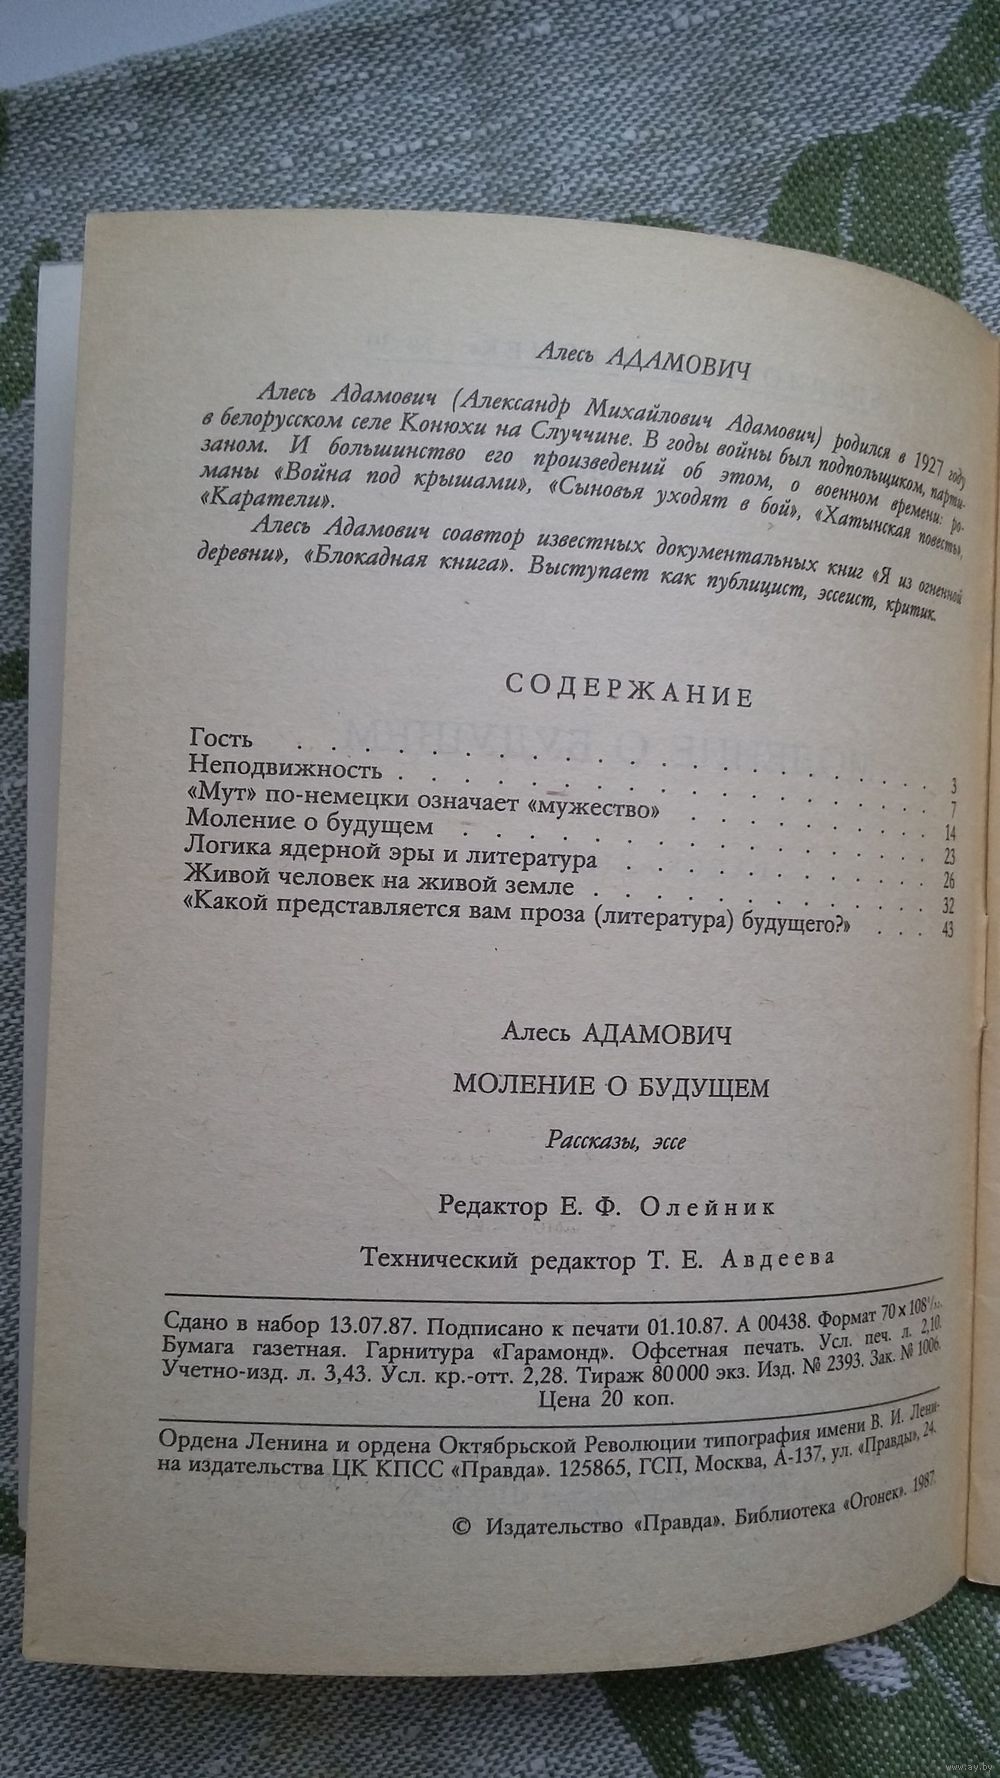 Алесь АДАМОВИЧ
Алесь Адамович (Александр Михайлович Адамович) родился в 1927 году
в белорусском селе Конюхи на Случчине. В годы войны был подпольщиком, парти-
заном. И большинство его произведений об этом, о военном времени: ро-
маны «Война под крышами», «Сыновья уходят в бой», «Хатынская повесть»,
«Каратели».
Алесь Адамович соавтор известных документальных книг «Я из огненной
деревни», «Блокадная книга». Выступает как публицист, эссеист, критик.
СОДЕРЖАНИЕ
Гость . . . . . . . . . . . . . . . . . . 3
Неподвижность . . . . . . . . . . . . . . . 7
«Мут» по-немецки означает «мужество» . . . . . . . 14
Моление о будущем . . . . . . . . . . . . . 23
Логика ядерной эры и литература . . . . . . . . . 26
Живой человек на живой земле . . . . . . . . . . 32
«Какой представляется вам проза (литература) будущего?» . . . 43
Алесь АДАМОВИЧ
МОЛЕНИЕ О БУДУЩЕМ
Рассказы, эссе
Редактор Е. Ф. Олейник
Технический редактор Т. Е. Авдеева
Сдано в набор 13.07.87. Подписано к печати 01.10.87. А 00438. Формат 70×108¹/₃₂.
Бумага газетная. Гарнитура «Гарамонд». Офсетная печать. Усл. печ. л. 2,10.
Учетно-изд. л. 3,43. Усл. кр.-отт. 2,28. Тираж 80 000 экз. Изд. № 2393. Зак. № 1006.
Цена 20 коп.
Ордена Ленина и ордена Октябрьской Революции типография имени В. И. Лени-
на издательства ЦК КПСС «Правда». 125865, ГСП, Москва, А-137, ул. «Правды», 24.
© Издательство «Правда». Библиотека «Огонек». 1987.
www.ay.by